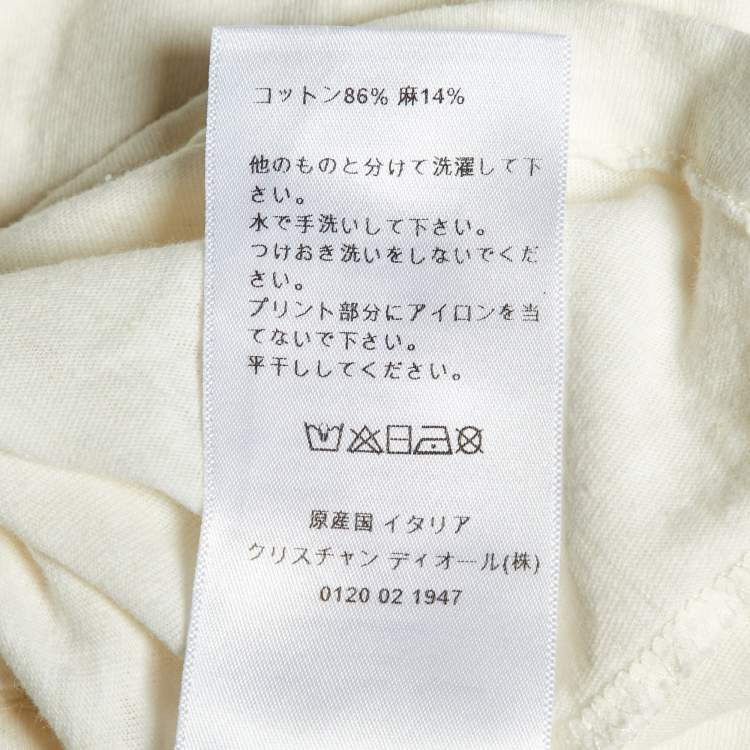 コットン86% 麻14%
他のものと分けて洗濯して下
さい。
水で手洗いして下さい。
つけおき洗いをしないでくだ
さい。
プリント部分にアイロンを当
てないで下さい。
平干ししてください。
原産国 イタリア
クリスチャン ディオール(株)
0120 02 1947